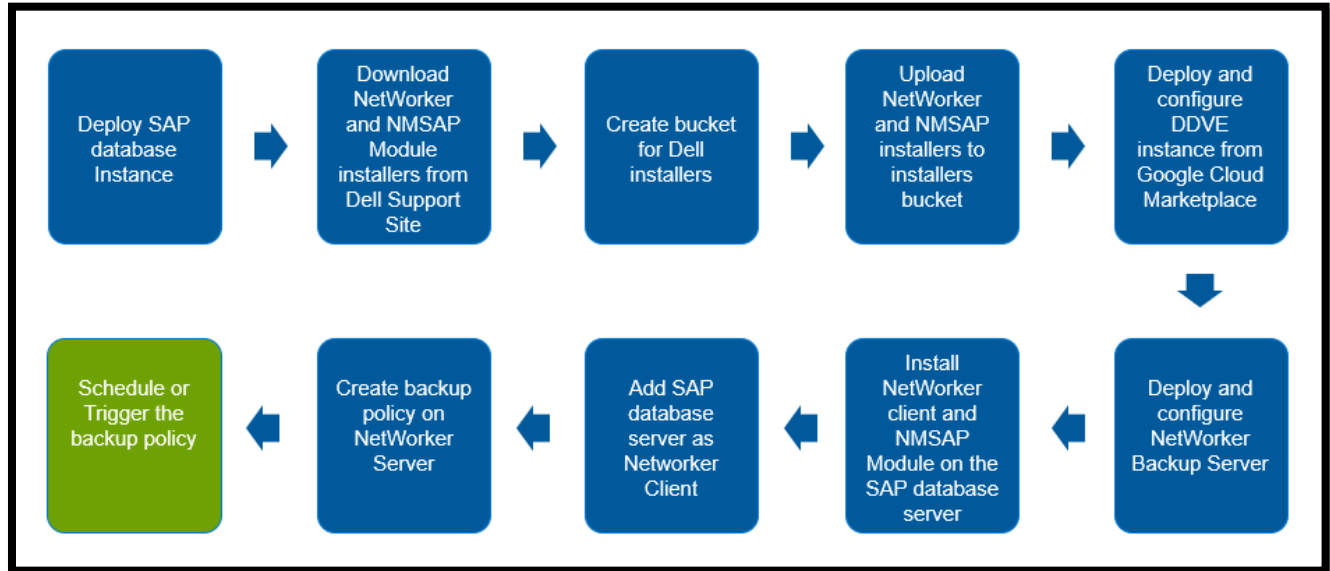 Deploy SAP
database
Instance
Download
NetWorker
and NMSAP
Module
installers from
Dell Support
Site
Create bucket
for Dell
installers
Upload
NetWorker
and NMSAP
installers to
installers
bucket
Deploy and
configure
DDVE
instance from
Google Cloud
Marketplace
Deploy and
configure
NetWorker
Backup Server
Install
NetWorker
client and
NMSAP
Module on the
SAP database
server
Add SAP
database
server as
Networker
Client
Create backup
policy on
NetWorker
Server
Schedule or
Trigger the
backup policy